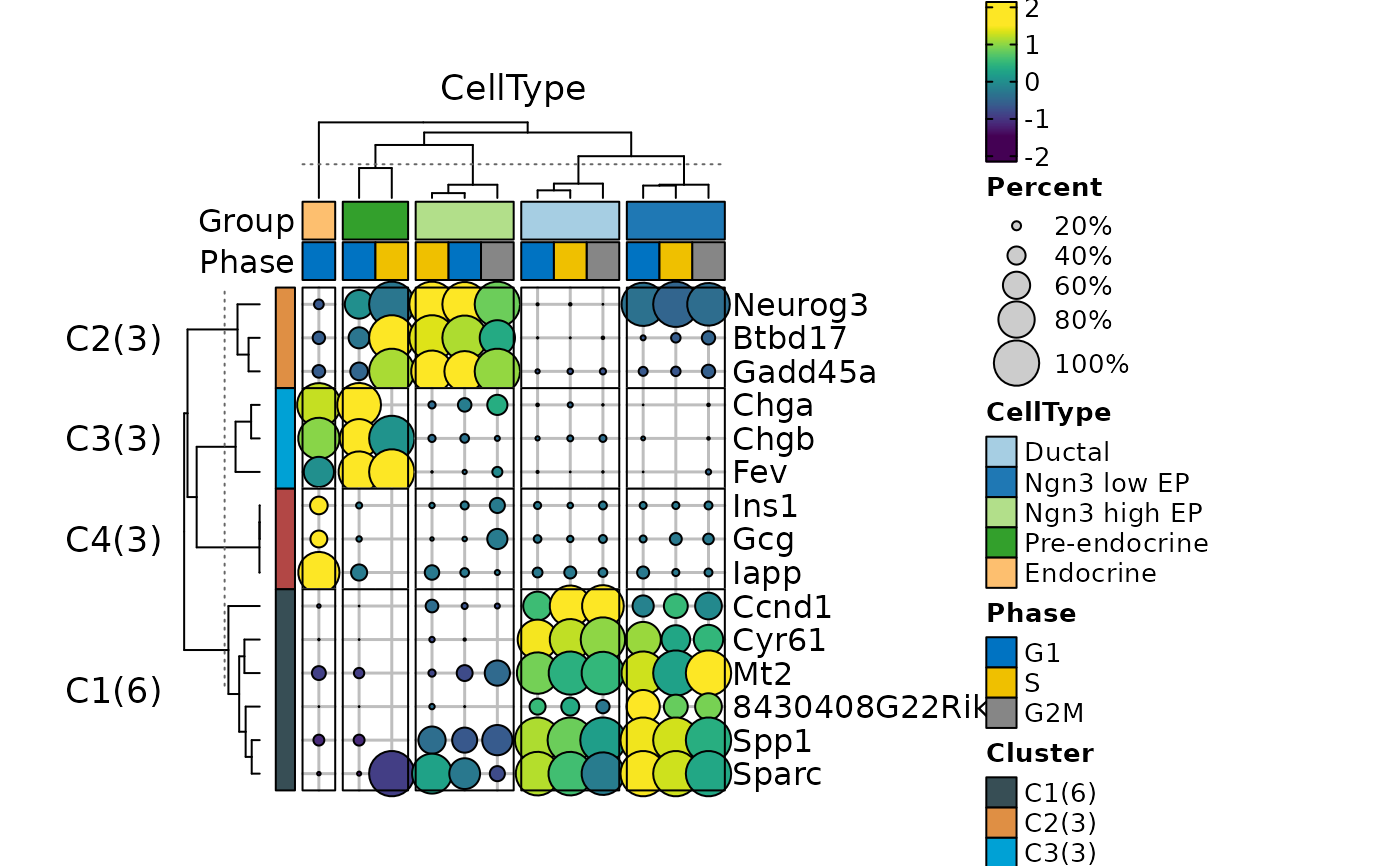 CellType
Group
Phase
C2(3)
C3(3)
C4(3)
C1(6)
Neurog3
Btbd17
Gadd45a
Chga
Chgb
Fev
Ins1
Gcg
Iapp
Ccnd1
Cyr61
Mt2
8430408G22Rik
Spp1
Sparc
2
1
0
-1
-2
Percent
20%
40%
60%
80%
100%
CellType
Ductal
Ngn3 low EP
Ngn3 high EP
Pre-endocrine
Endocrine
Phase
G1
S
G2M
Cluster
C1(6)
C2(3)
C3(3)